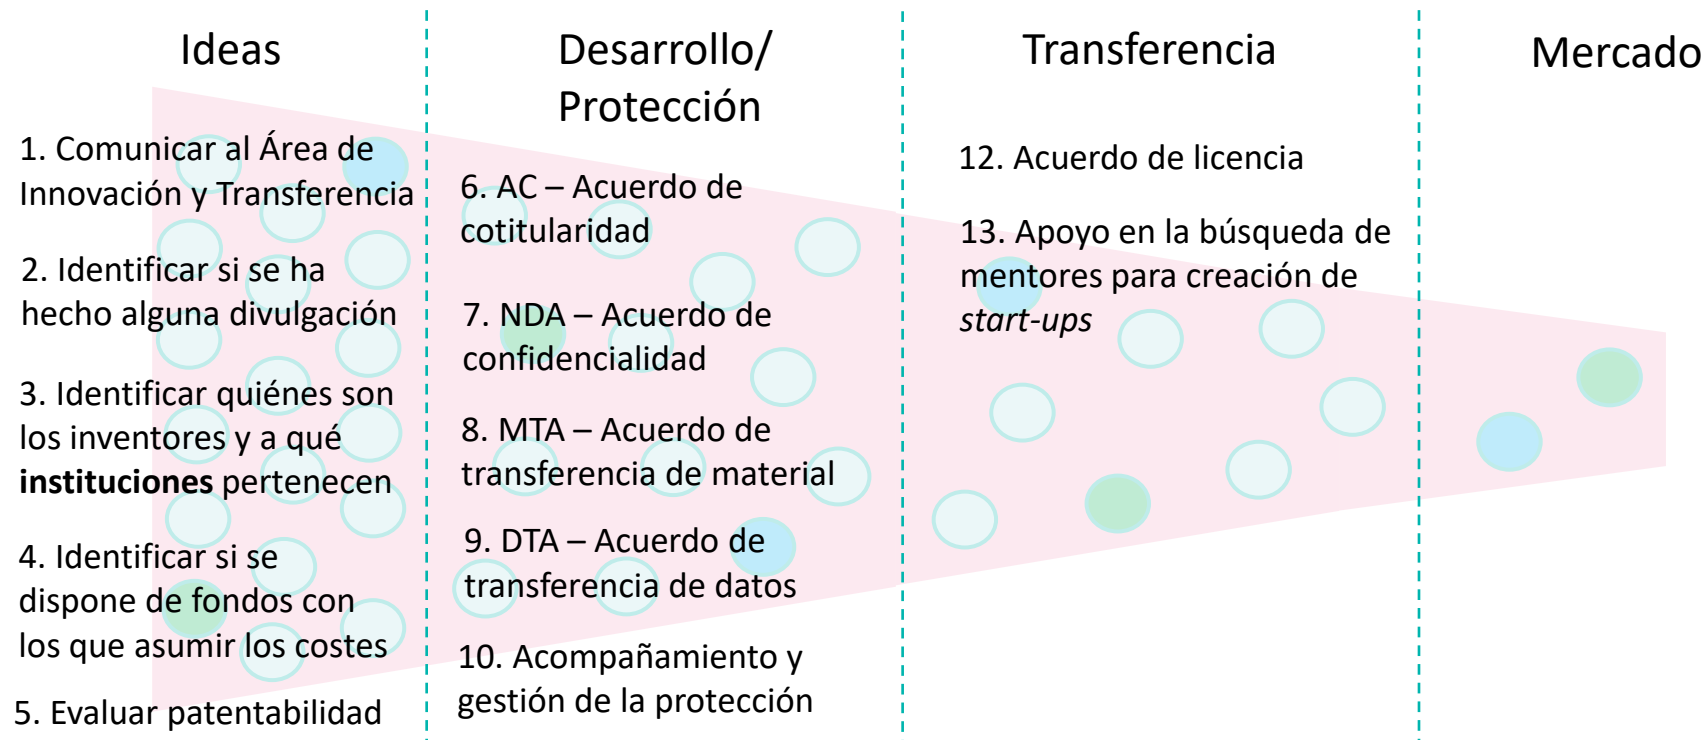 Ideas
1. Comunicar al Área de
Innovación y Transferencia
2. Identificar si se ha
hecho alguna divulgación
3. Identificar quiénes son
los inventores y a qué
instituciones pertenecen
4. Identificar si se
dispone de fondos con
los que asumir los costes
5. Evaluar patentabilidad
Desarrollo/
Protección
6. AC – Acuerdo de
cotitularidad
7. NDA – Acuerdo de
confidencialidad
8. MTA – Acuerdo de
transferencia de material
9. DTA – Acuerdo de
transferencia de datos
10. Acompañamiento y
gestión de la protección
Transferencia
12. Acuerdo de licencia
13. Apoyo en la búsqueda de
mentores para creación de
start-ups
Mercado